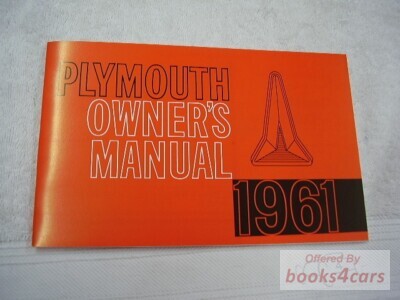 PLYMOUTH
OWNER'S
MANUAL
1961
Offered By
books4cars